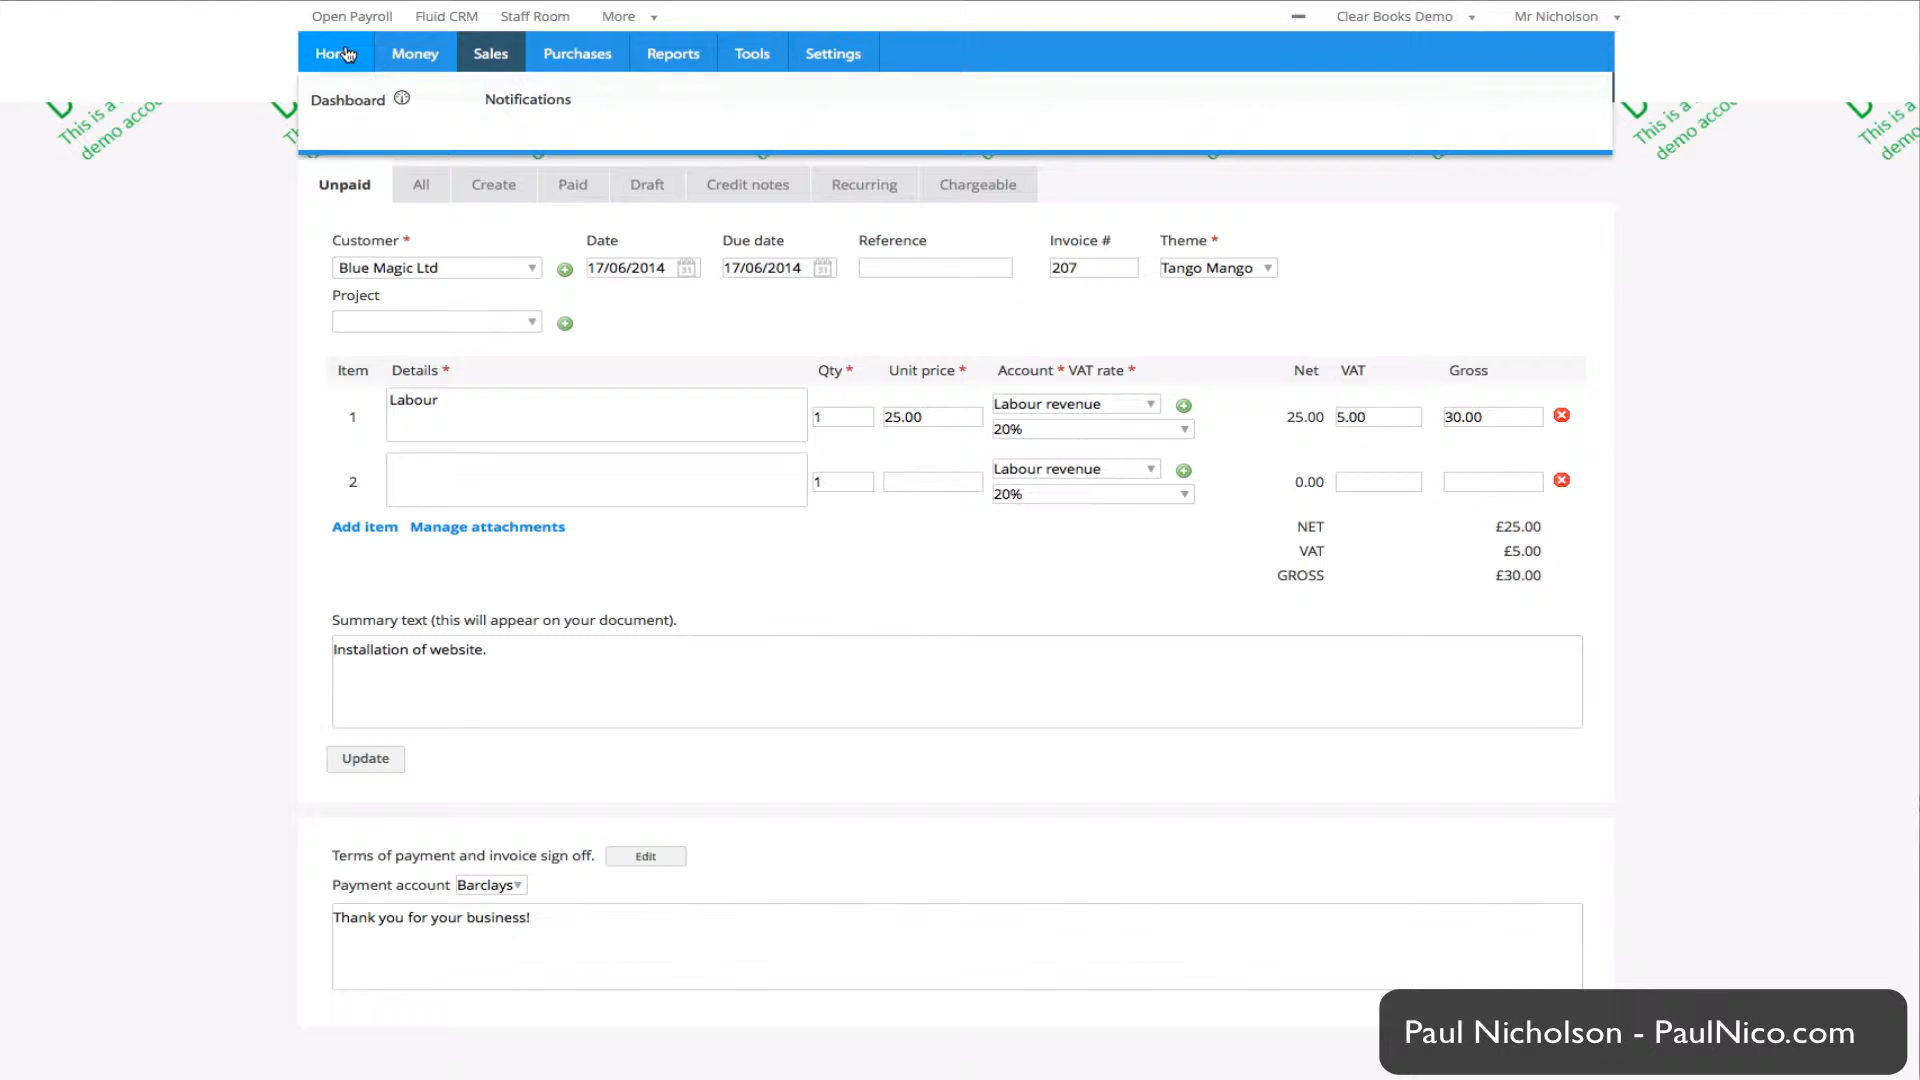 Open Payroll Fluid CRM Staff Room More Clear Books Demo Mr Nicholson
Money Sales Purchases Reports Tools Settings
Dashboard Notifications
This is a
demo acco
This is a
demo acco
This is a
demo
Unpaid All Create Paid Draft Credit notes Recurring Chargeable
Customer * Date Due date Reference Invoice # Theme *
Blue Magic Ltd 17/06/2014 31 17/06/2014 31 207 Tango Mango
Project
Item Details * Qty * Unit price * Account * VAT rate * Net VAT Gross
1 Labour 1 25.00 Labour revenue 20% 25.00 5.00 30.00
2 1 Labour revenue 20% 0.00
Add item Manage attachments NET £25.00
VAT £5.00
GROSS £30.00
Summary text (this will appear on your document).
Installation of website.
Update
Terms of payment and invoice sign off. Edit
Payment account Barclays
Thank you for your business!
Paul Nicholson - PaulNico.com